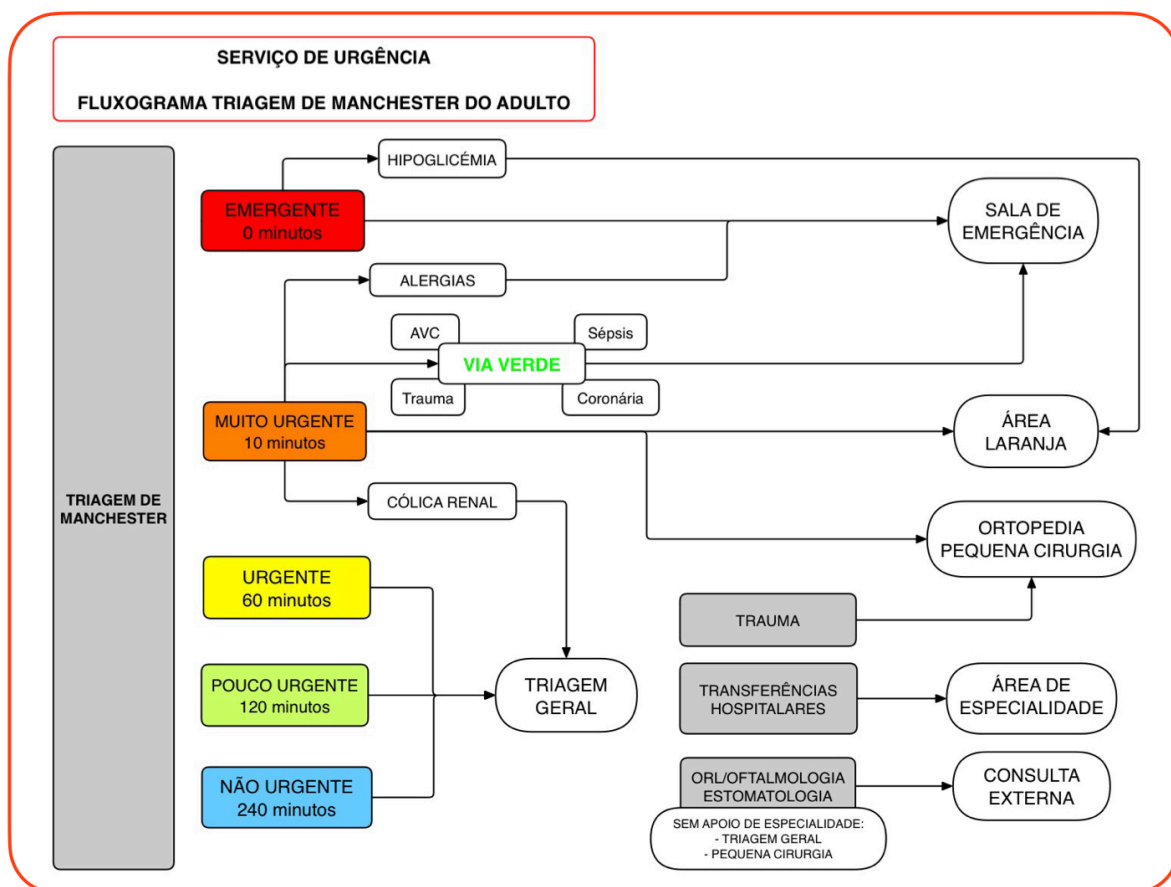 SERVIÇO DE URGÊNCIA
FLUXOGRAMA TRIAGEM DE MANCHESTER DO ADULTO
TRIAGEM DE
MANCHESTER
HIPOGLICÉMIA
EMERGENTE
0 minutos
SALA DE
EMERGÊNCIA
ALERGIAS
AVC
Sépsis
VIA VERDE
Trauma
Coronária
MUITO URGENTE
10 minutos
ÁREA
LARANJA
CÓLICA RENAL
ORTOPEDIA
PEQUENA CIRURGIA
URGENTE
60 minutos
TRAUMA
POUCO URGENTE
120 minutos
TRIAGEM
GERAL
TRANSFERÊNCIAS
HOSPITALARES
ÁREA DE
ESPECIALIDADE
NÃO URGENTE
240 minutos
ORL/OFTALMOLOGIA
ESTOMATOLOGIA
CONSULTA
EXTERNA
SEM APOIO DE ESPECIALIDADE:
- TRIAGEM GERAL
- PEQUENA CIRURGIA